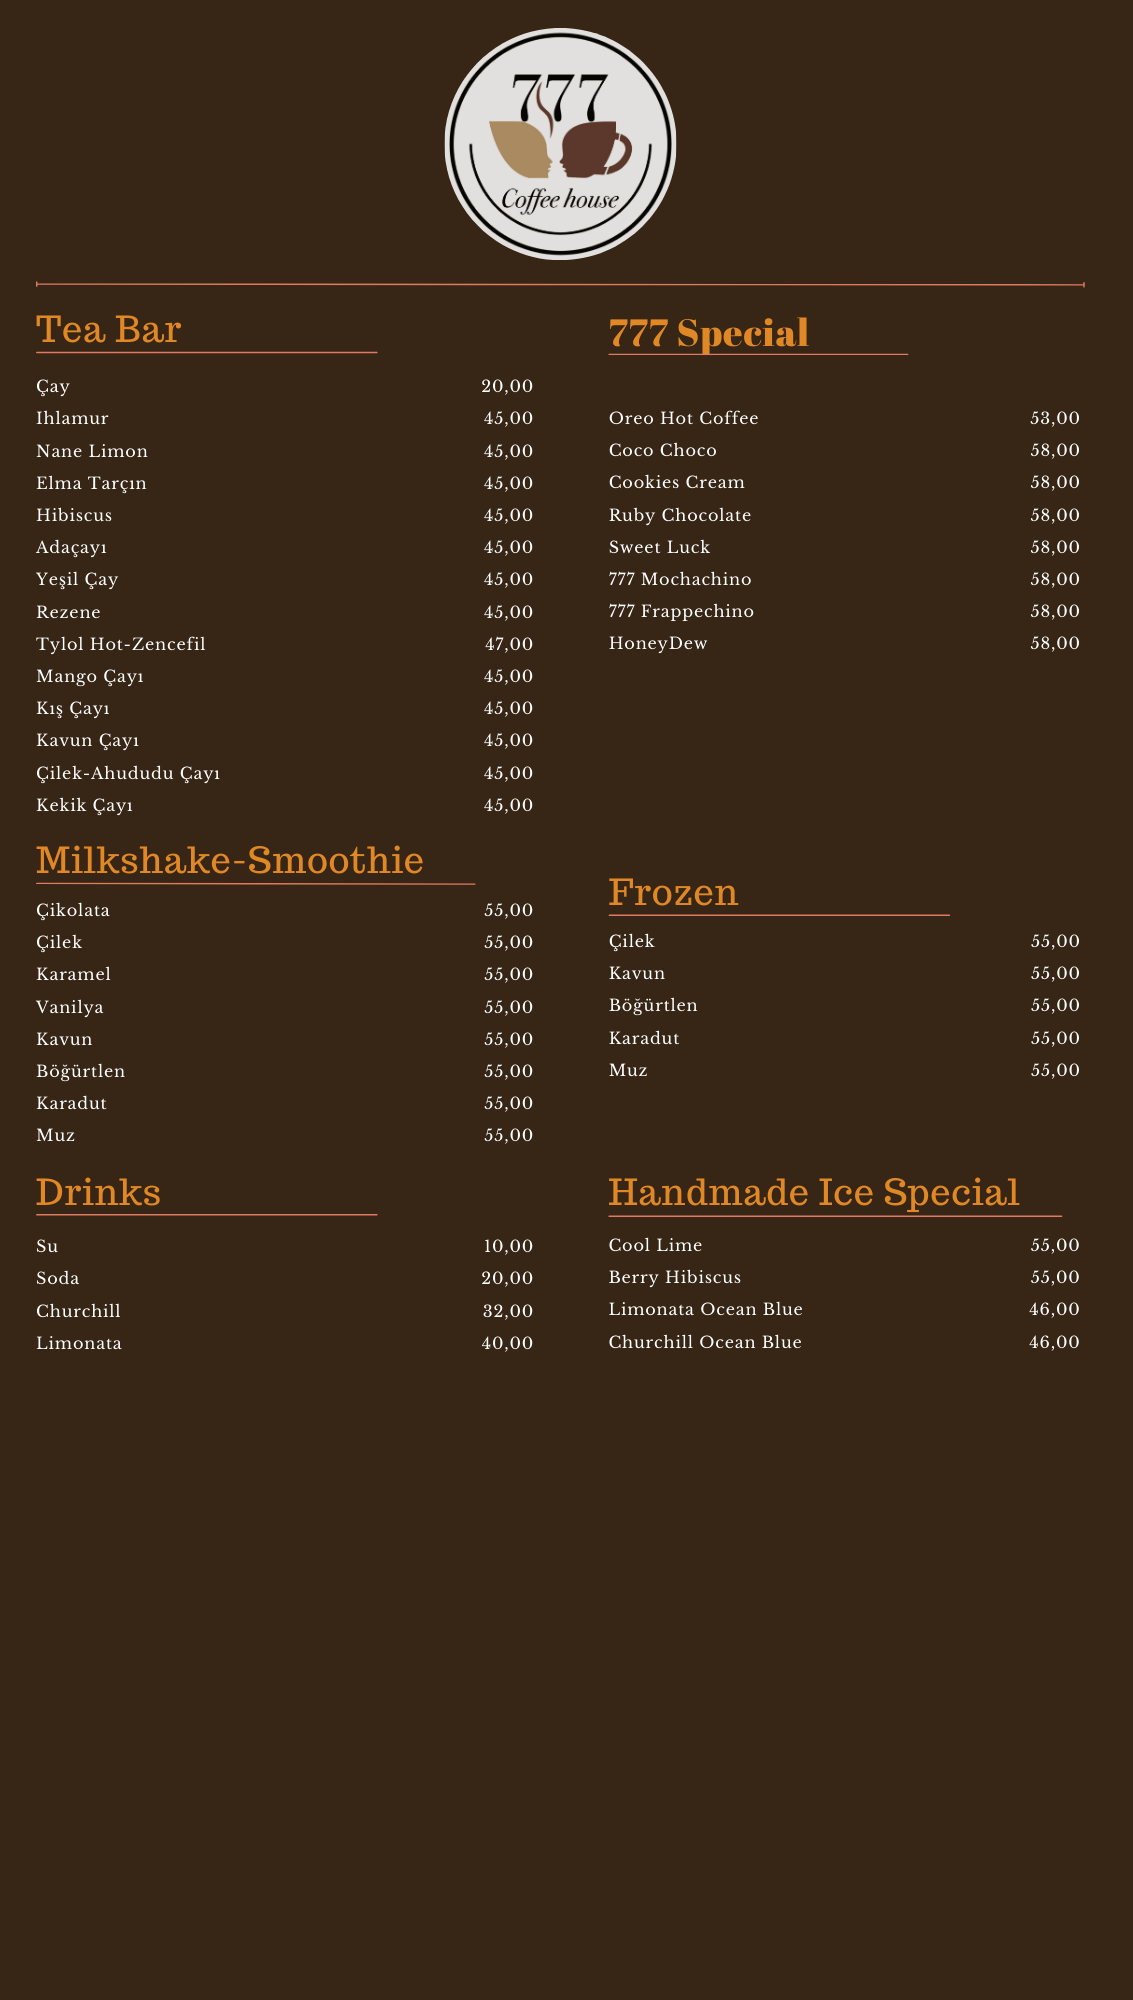 777
Coffee house
Tea Bar
Çay 20,00
Ihlamur 45,00
Nane Limon 45,00
Elma Tarçın 45,00
Hibiscus 45,00
Adaçayı 45,00
Yeşil Çay 45,00
Rezene 45,00
Tylol Hot-Zencefil 47,00
Mango Çayı 45,00
Kış Çayı 45,00
Kavun Çayı 45,00
Çilek-Ahududu Çayı 45,00
Kekik Çayı 45,00
Milkshake-Smoothie
Çikolata 55,00
Çilek 55,00
Karamel 55,00
Vanilya 55,00
Kavun 55,00
Böğürtlen 55,00
Karadut 55,00
Muz 55,00
Drinks
Su 10,00
Soda 20,00
Churchill 32,00
Limonata 40,00
777 Special
Oreo Hot Coffee 53,00
Coco Choco 58,00
Cookies Cream 58,00
Ruby Chocolate 58,00
Sweet Luck 58,00
777 Mochachino 58,00
777 Frappechino 58,00
HoneyDew 58,00
Frozen
Çilek 55,00
Kavun 55,00
Böğürtlen 55,00
Karadut 55,00
Muz 55,00
Handmade Ice Special
Cool Lime 55,00
Berry Hibiscus 55,00
Limonata Ocean Blue 46,00
Churchill Ocean Blue 46,00